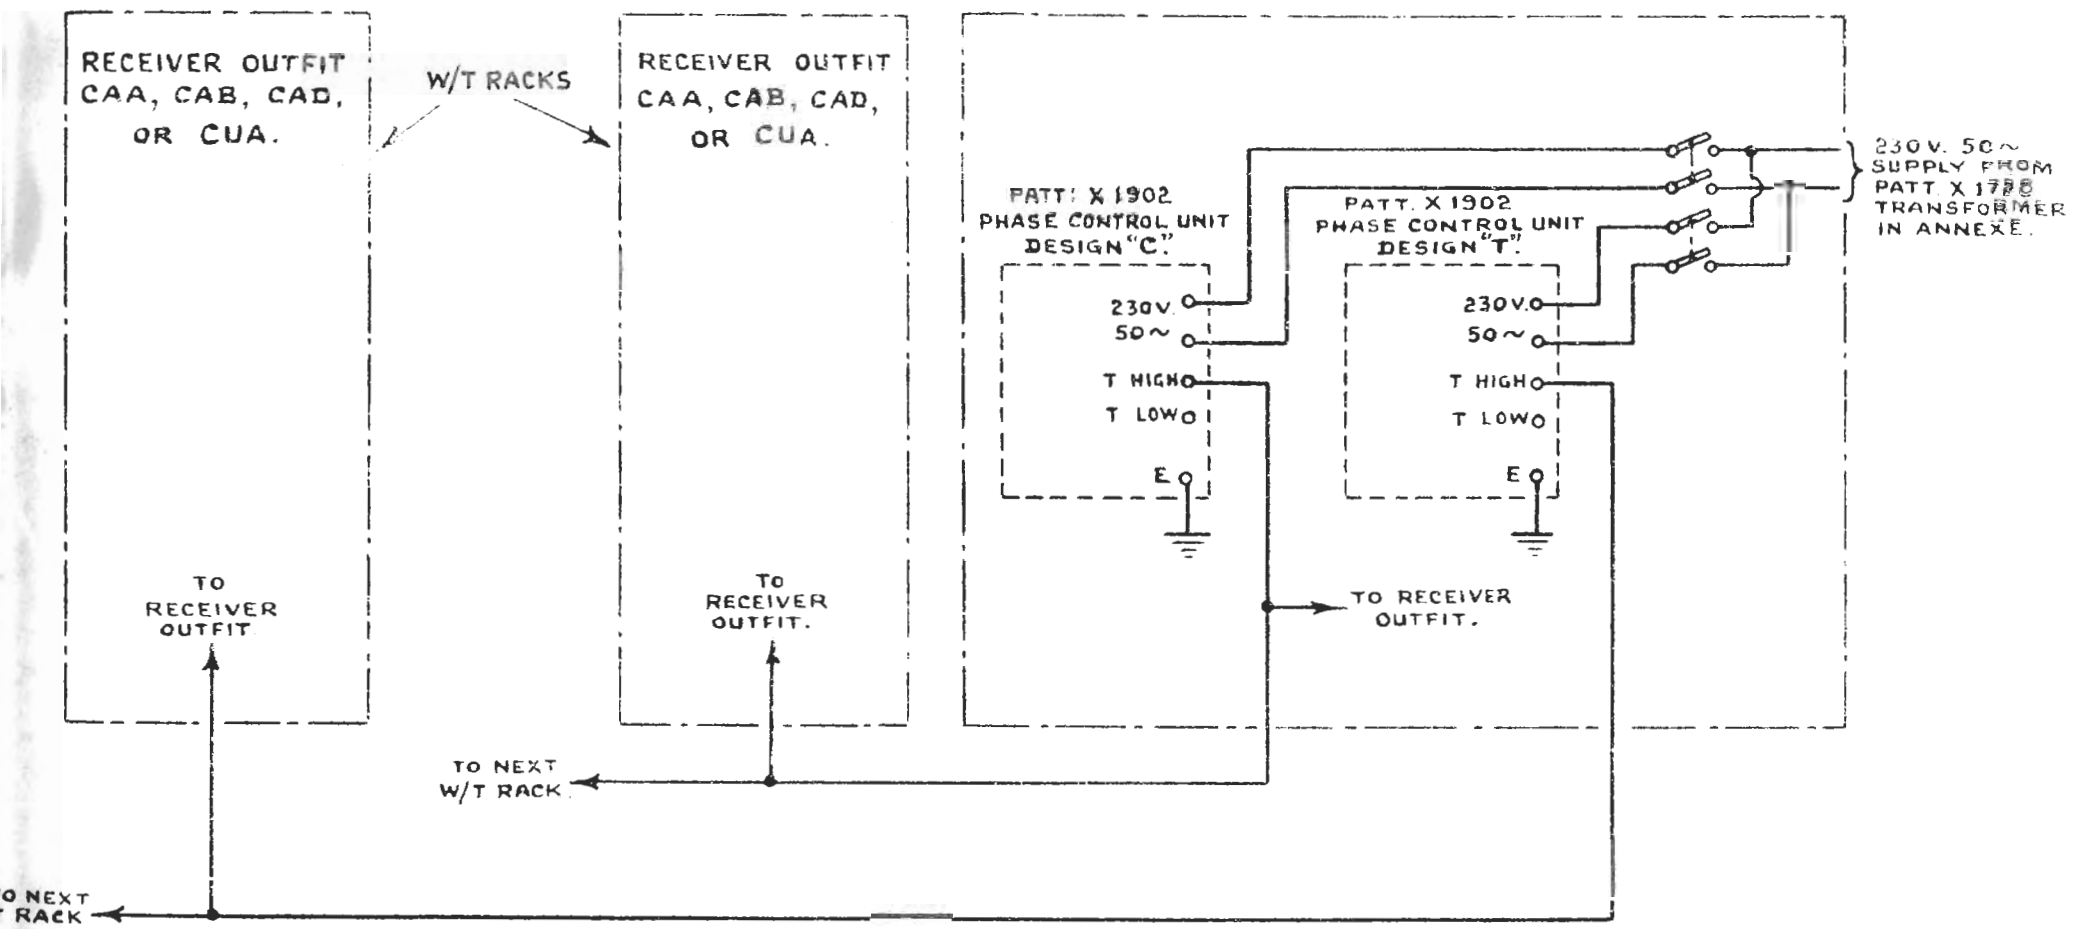 RECEIVER OUTFIT
CAA, CAB, CAD,
OR CUA.
W/T RACKS
RECEIVER OUTFIT
CAA, CAB, CAD,
OR CUA.
PATT. X 1902
PHASE CONTROL UNIT
DESIGN "C".
230V.
50~
T HIGH
T LOW
E
PATT. X 1902
PHASE CONTROL UNIT
DESIGN "T".
230V.
50~
T HIGH
T LOW
E
230V. 50~
SUPPLY FROM
PATT. X
TRANSFORMER
IN ANNEXE.
TO
RECEIVER
OUTFIT.
TO
RECEIVER
OUTFIT.
TO RECEIVER
OUTFIT.
TO NEXT
W/T RACK.
O NEXT
T RACK